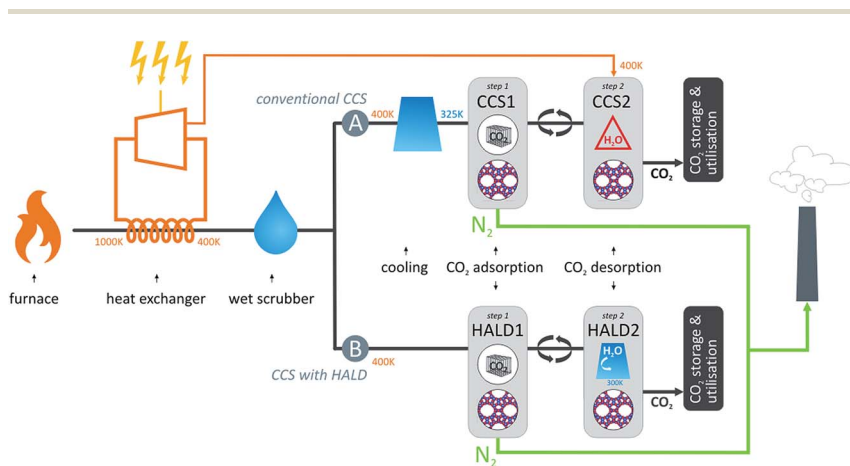 conventional CCS
400K
325K
A
step 1
CCS1
CO₂
step 2
400K
CCS2
H₂O
CO₂
CO₂ storage &
utilisation
N₂
1000K
400K
furnace
heat exchanger
wet scrubber
cooling
CO₂ adsorption
CO₂ desorption
B
400K
CCS with HALD
step 1
HALD1
CO₂
step 2
HALD2
H₂O
300K
CO₂
CO₂ storage &
utilisation
N₂